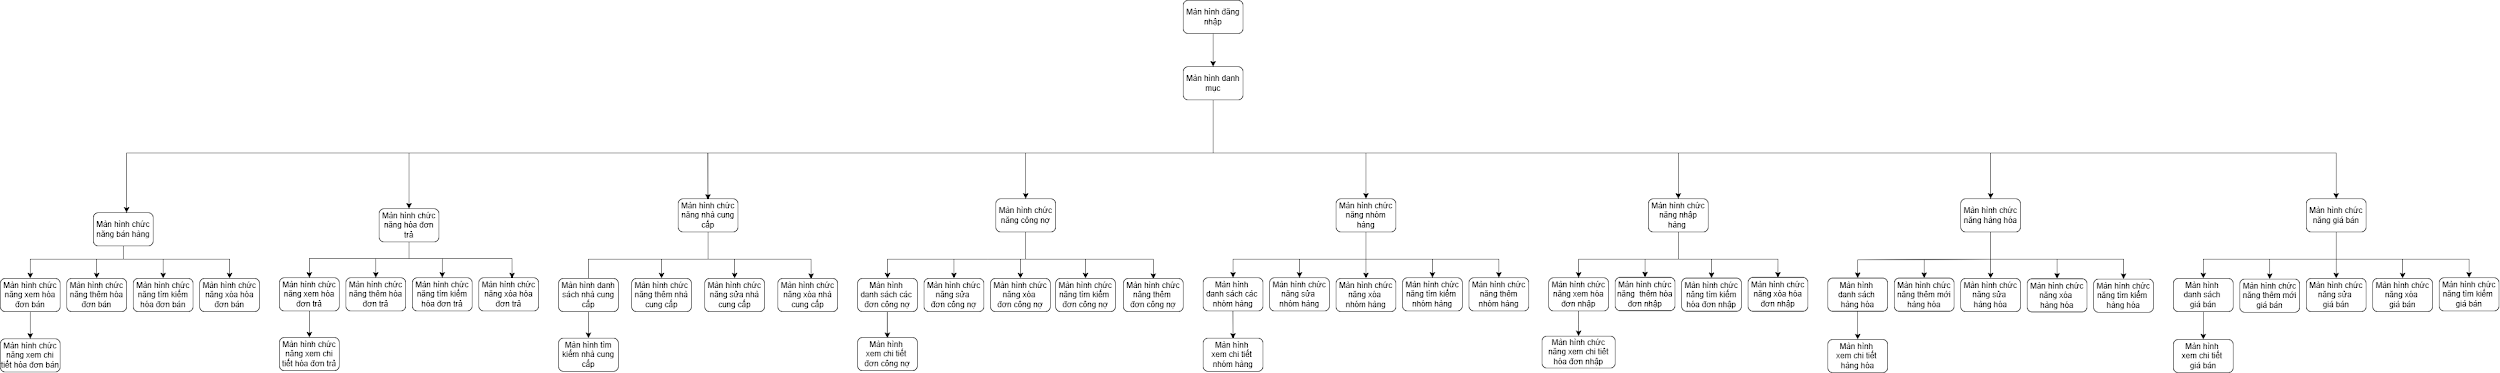 Màn hình đăng
nhập
Màn hình danh
mục
Màn hình chức
năng bán hàng
Màn hình chức
năng hóa đơn
trả
Màn hình chức
năng nhà cung
cấp
Màn hình chức
năng công nợ
Màn hình chức
năng nhóm
hàng
Màn hình chức
năng nhập
hàng
Màn hình chức
năng hàng hóa
Màn hình chức
năng giá bán
Màn hình chức
năng xem hóa
đơn bán
Màn hình chức
năng thêm hóa
đơn bán
Màn hình chức
năng tìm kiếm
hóa đơn bán
Màn hình chức
năng xóa hóa
đơn bán
Màn hình chức
năng xem hóa
đơn trả
Màn hình chức
năng thêm hóa
đơn trả
Màn hình chức
năng tìm kiếm
hóa đơn trả
Màn hình chức
năng xóa hóa
đơn trả
Màn hình danh
sách nhà cung
cấp
Màn hình chức
năng thêm nhà
cung cấp
Màn hình chức
năng sửa nhà
cung cấp
Màn hình chức
năng xóa nhà
cung cấp
Màn hình
danh sách các
đơn công nợ
Màn hình chức
năng sửa
đơn công nợ
Màn hình chức
năng xóa
đơn công nợ
Màn hình chức
năng tìm kiếm
đơn công nợ
Màn hình chức
năng thêm
đơn công nợ
Màn hình
danh sách các
nhóm hàng
Màn hình chức
năng sửa
nhóm hàng
Màn hình chức
năng xóa
nhóm hàng
Màn hình chức
năng tìm kiếm
nhóm hàng
Màn hình chức
năng thêm
nhóm hàng
Màn hình chức
năng xem hóa
đơn nhập
Màn hình chức
năng thêm hóa
đơn nhập
Màn hình chức
năng tìm kiếm
hóa đơn nhập
Màn hình chức
năng xóa hóa
đơn nhập
Màn hình
danh sách
hàng hóa
Màn hình chức
năng thêm mới
hàng hóa
Màn hình chức
năng sửa
hàng hóa
Màn hình chức
năng xóa
hàng hóa
Màn hình chức
năng tìm kiếm
hàng hóa
Màn hình
danh sách
giá bán
Màn hình chức
năng thêm mới
giá bán
Màn hình chức
năng sửa
giá bán
Màn hình chức
năng xóa
giá bán
Màn hình chức
năng tìm kiếm
giá bán
Màn hình chức
năng xem chi
tiết hóa đơn bán
Màn hình chức
năng xem chi
tiết hóa đơn trả
Màn hình tìm
kiếm nhà cung
cấp
Màn hình
xem chi tiết
đơn công nợ
Màn hình
xem chi tiết
nhóm hàng
Màn hình chức
năng xem chi tiết
hóa đơn nhập
Màn hình
xem chi tiết
hàng hóa
Màn hình
xem chi tiết
giá bán